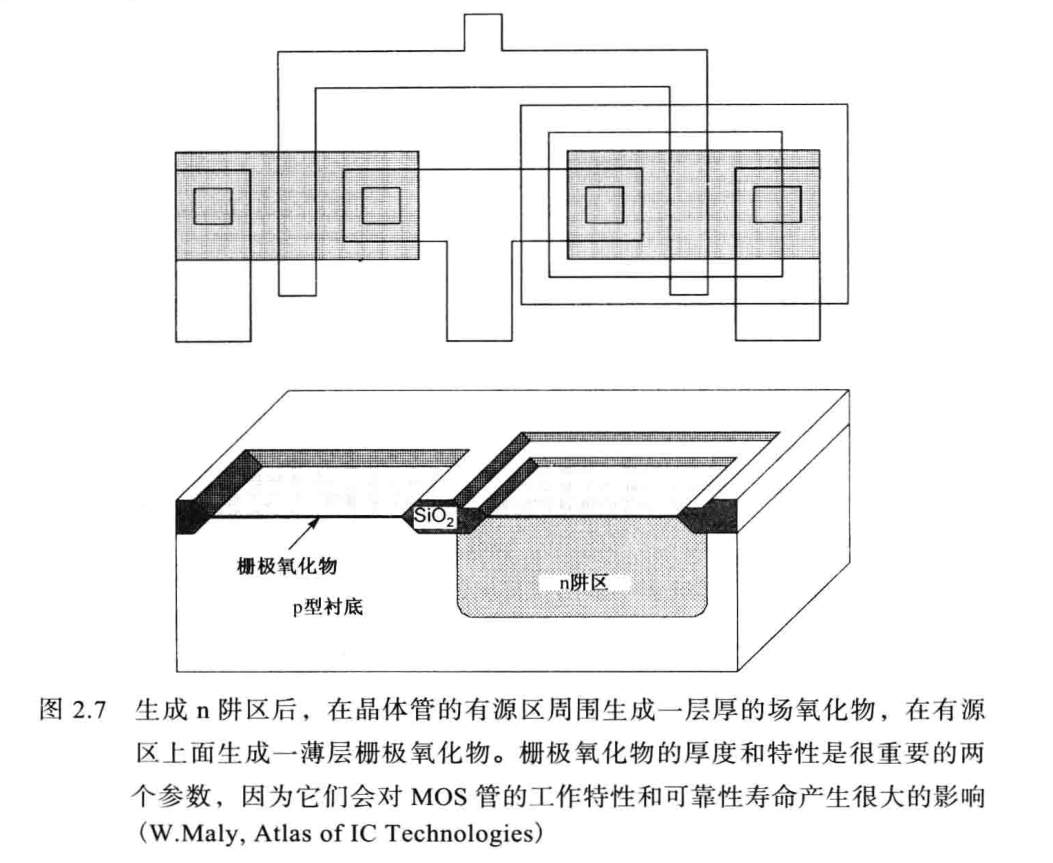 SiO₂
栅极氧化物
n阱区
p型衬底
图 2.7 生成 n 阱区后，在晶体管的有源区周围生成一层厚的场氧化物，在有源
区上面生成一薄层栅极氧化物。栅极氧化物的厚度和特性是很重要的两
个参数，因为它们会对 MOS 管的工作特性和可靠性寿命产生很大的影响
（W.Maly, Atlas of IC Technologies）